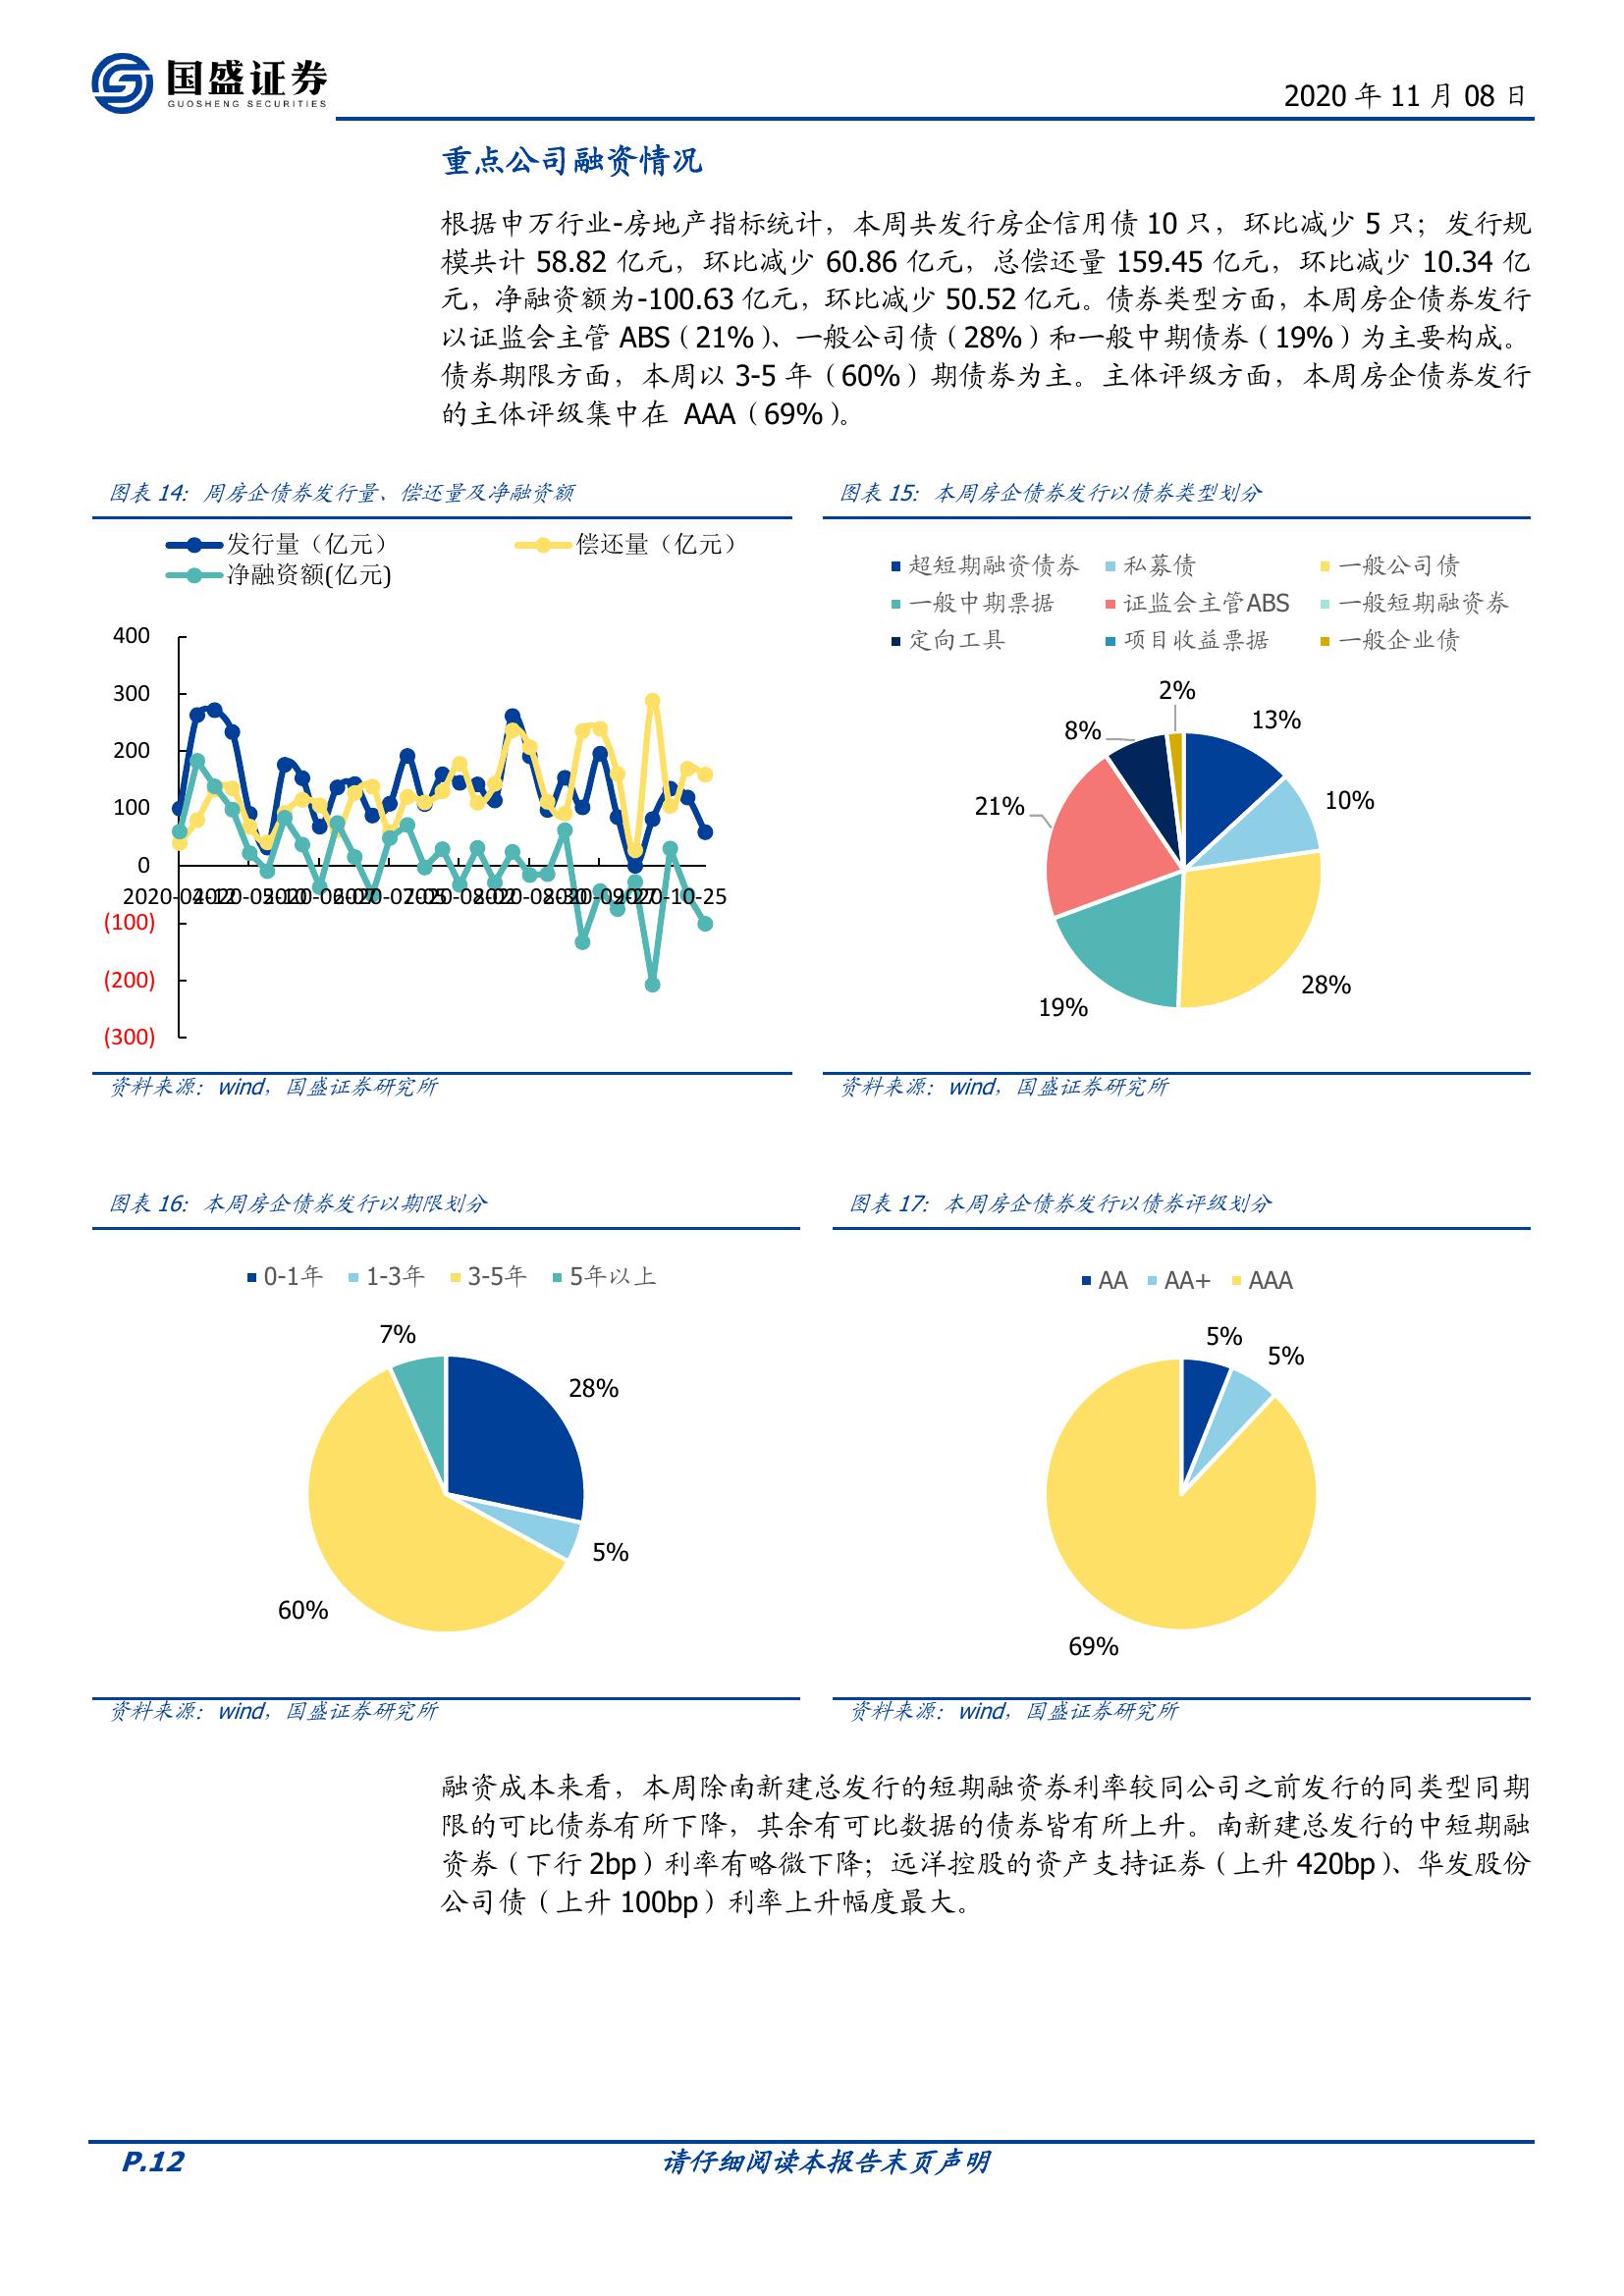 国盛证券
GUOSHENG SECURITIES
2020 年 11 月 08 日
重点公司融资情况
根据申万行业-房地产指标统计，本周共发行房企信用债 10 只，环比减少 5 只；发行规
模共计 58.82 亿元，环比减少 60.86 亿元，总偿还量 159.45 亿元，环比减少 10.34 亿
元，净融资额为-100.63 亿元，环比减少 50.52 亿元。债券类型方面，本周房企债券发行
以证监会主管 ABS（21%）、一般公司债（28%）和一般中期债券（19%）为主要构成。
债券期限方面，本周以 3-5 年（60%）期债券为主。主体评级方面，本周房企债券发行
的主体评级集中在 AAA（69%）。
图表 14：周房企债券发行量、偿还量及净融资额
发行量（亿元）
偿还量（亿元）
净融资额(亿元)
400
300
200
100
0
(100)
(200)
(300)
2020-10-25
资料来源：wind，国盛证券研究所
图表 15：本周房企债券发行以债券类型划分
超短期融资债券 私募债 一般公司债
一般中期票据 证监会主管ABS 一般短期融资券
定向工具 项目收益票据 一般企业债
2%
13%
8%
10%
21%
28%
19%
资料来源：wind，国盛证券研究所
图表 16：本周房企债券发行以期限划分
0-1年 1-3年 3-5年 5年以上
7%
28%
5%
60%
资料来源：wind，国盛证券研究所
图表 17：本周房企债券发行以债券评级划分
AA AA+ AAA
5%
5%
69%
资料来源：wind，国盛证券研究所
融资成本来看，本周除南新建总发行的短期融资券利率较同公司之前发行的同类型同期
限的可比债券有所下降，其余有可比数据的债券皆有所上升。南新建总发行的中短期融
资券（下行 2bp）利率有略微下降；远洋控股的资产支持证券（上升 420bp）、华发股份
公司债（上升 100bp）利率上升幅度最大。
P.12
请仔细阅读本报告末页声明